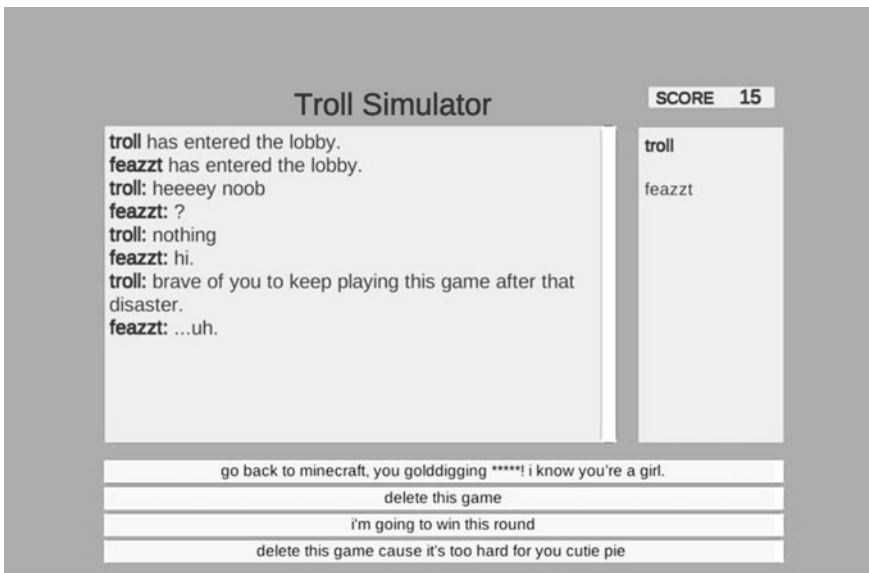 Troll Simulator
SCORE 15
troll has entered the lobby.
feazzt has entered the lobby.
troll: heeeey noob
feazzt: ?
troll: nothing
feazzt: hi.
troll: brave of you to keep playing this game after that
disaster.
feazzt: ...uh.
troll
feazzt
go back to minecraft, you golddigging *****! i know you're a girl.
delete this game
i'm going to win this round
delete this game cause it's too hard for you cutie pie